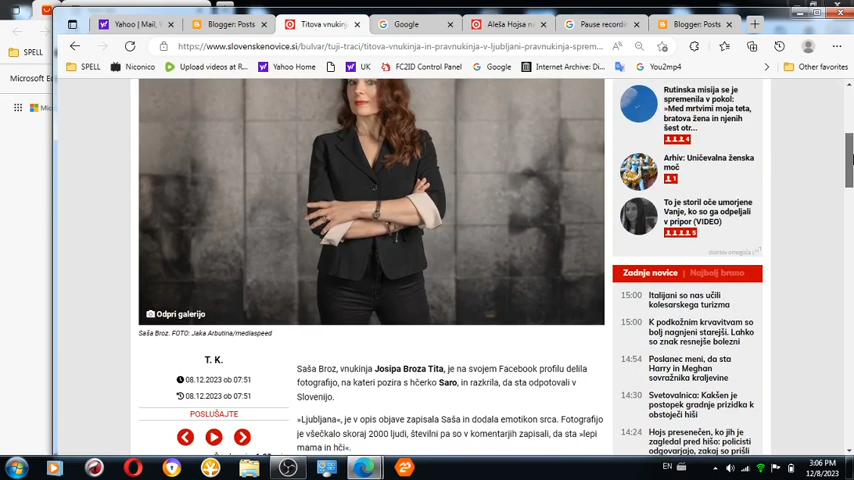 Yahoo | Mail, W
Blogger: Posts
Titova vnukinj
Google
Aleša Hojsa na
Pause recordin
Blogger: Posts
https://www.slovenskenovice.si/bulvar/tuji-traci/titova-vnukinja-in-pravnukinja-v-ljubljani-pravnukinja-sprem...
SPELL
SPELL
Niconico
Upload videos at R...
Yahoo Home
UK
FC2ID Control Panel
Google
Internet Archive: Di...
You2mp4
Other favorites
Microsoft Ed
Rutinska misija se je
spremenila v pokol:
»Med mrtvimi moja teta,
bratova žena in njenih
šest otr...
4
Arhiv: Uničevalna ženska
moč
1
To je storil oče umorjene
Vanje, ko so ga odpeljali
v pripor (VIDEO)
5
Zadnje novice | Najbolj brano
15:00 Italijani so nas učili
kolesarskega turizma
15:00 K podkožnim krvavitvam so
bolj nagnjeni starejši. Lahko
so znak resnejše bolezni
14:54 Poslanec meni, da sta
Harry in Meghan
sovražnika kraljevine
14:30 Svetovalnica: Kakšen je
postopek gradnje prizidka k
obstoječi hiši
14:24 Hojs presenečen, ko jih je
zagledal pred hišo: policisti
odgovarjajo, zakaj so prišli
Odpri galerijo
Saša Broz. FOTO: Jaka Arbutina/mediaspeed
T. K.
08.12.2023 ob 07:51
08.12.2023 ob 07:51
POSLUŠAJTE
Saša Broz, vnukinja Josipa Broza Tita, je na svojem Facebook profilu delila
fotografijo, na kateri pozira s hčerko Saro, in razkrila, da sta odpotovali v
Slovenijo.
»Ljubljana«, je v opis objave zapisala Saša in dodala emotikon srca. Fotografijo
je všečkalo skoraj 2000 ljudi, številni pa so v komentarjih zapisali, da sta »lepi
mama in hči«.
EN
3:06 PM
12/8/2023